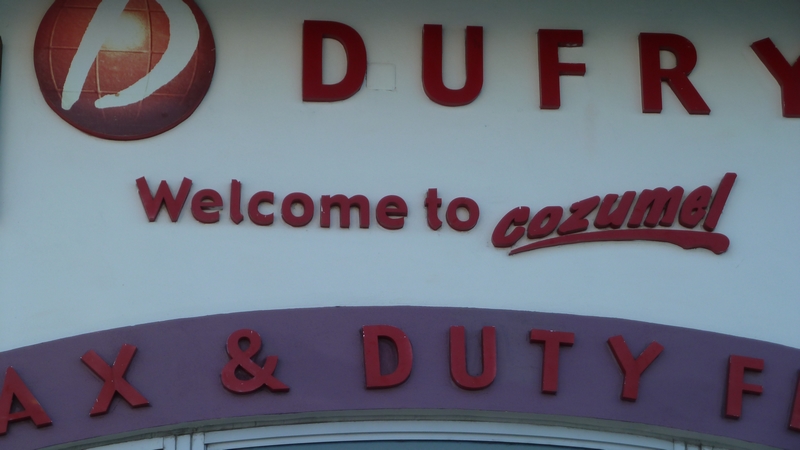 DUFRY
Welcome to cozumel
AX & DUTY F